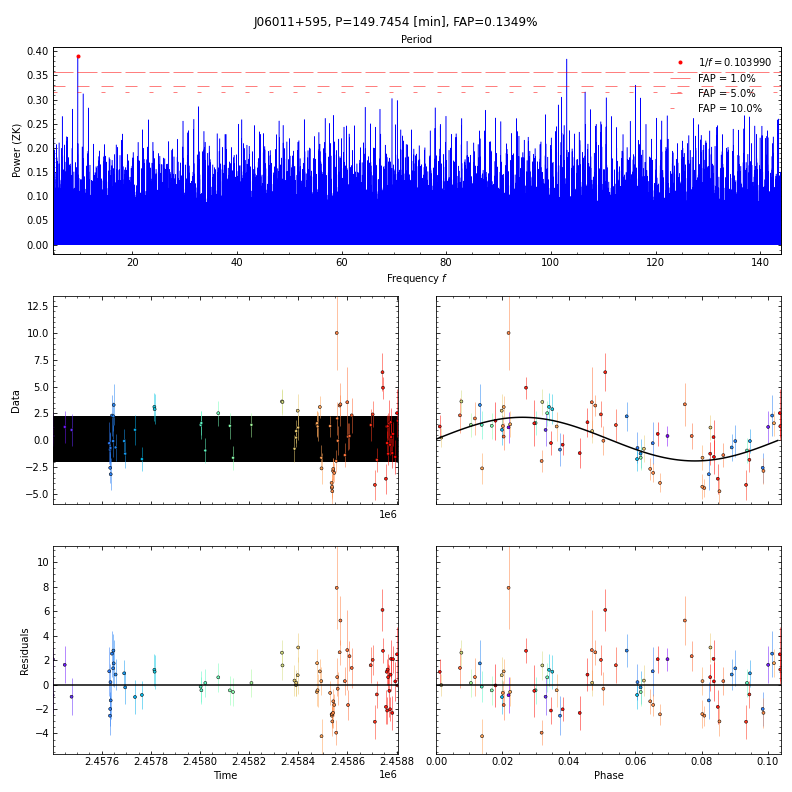 J06011+595, P=149.7454 [min], FAP=0.1349%
Period
0.40
0.35
0.30
0.25
0.20
0.15
0.10
0.05
0.00
Power (ZK)
1/f = 0.103990
FAP = 1.0%
FAP = 5.0%
FAP = 10.0%
20 40 60 80 100 120 140
Frequency f
12.5
10.0
7.5
5.0
2.5
0.0
−2.5
−5.0
Data
1e6
10
8
6
4
2
0
−2
−4
Residuals
2.4576 2.4578 2.4580 2.4582 2.4584 2.4586 2.4588
Time
1e6
0.00 0.02 0.04 0.06 0.08 0.10
Phase